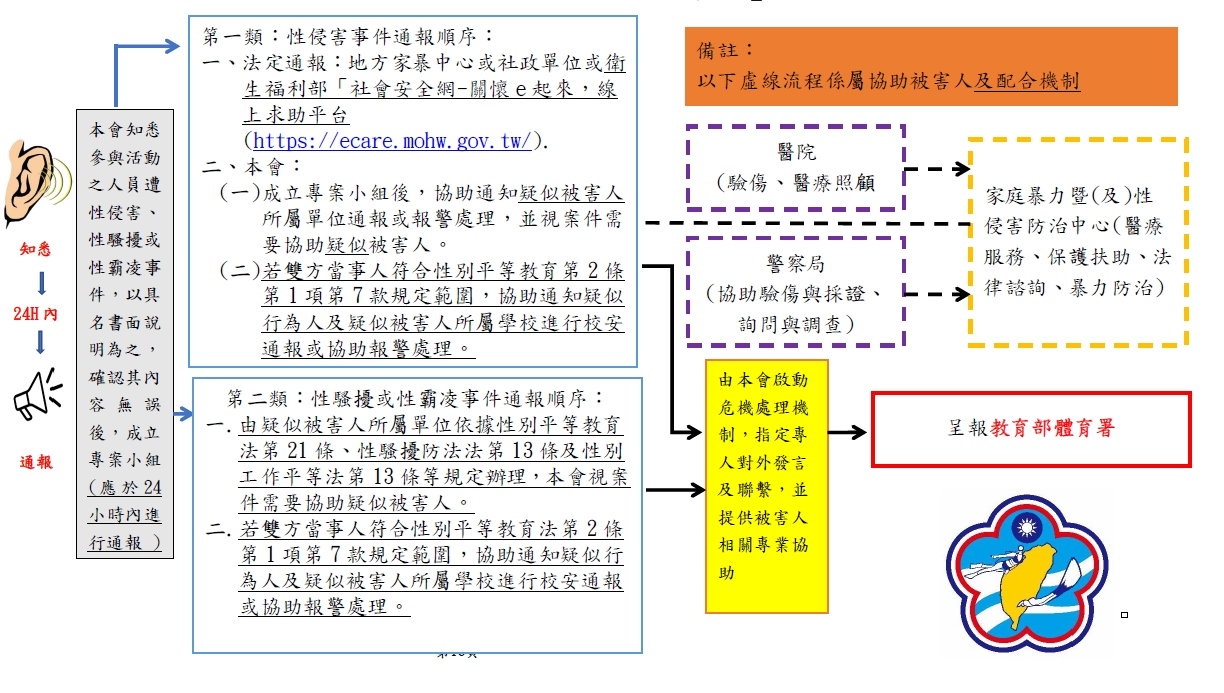 知悉
24H內
通報
本會知悉
參與活動
之人員遭
性侵害、
性騷擾或
性霸凌事
件，以具
名書面說
明為之，
確認其內
容無誤
後，成立
專案小組
(應於24
小時內進
行通報)
第一類：性侵害事件通報順序：
一、法定通報：地方家暴中心或社政單位或衛
生福利部「社會安全網-關懷e起來，線
上求助平台
(https://ecare.mohw.gov.tw/).
二、本會：
(一)成立專案小組後，協助通知疑似被害人
所屬單位通報或報警處理，並視案件需
要協助疑似被害人。
(二)若雙方當事人符合性別平等教育第2條
第1項第7款規定範圍，協助通知疑似
行為人及疑似被害人所屬學校進行校安
通報或協助報警處理。
第二類：性騷擾或性霸凌事件通報順序：
一. 由疑似被害人所屬單位依據性別平等教育
法第21條、性騷擾防法法第13條及性別
工作平等法第13條等規定辦理，本會視案
件需要協助疑似被害人。
二. 若雙方當事人符合性別平等教育法第2條
第1項第7款規定範圍，協助通知疑似行
為人及疑似被害人所屬學校進行校安通報
或協助報警處理。
備註：
以下虛線流程係屬協助被害人及配合機制
醫院
(驗傷、醫療照顧
警察局
(協助驗傷與採證、
詢問與調查)
家庭暴力暨(及)性
侵害防治中心(醫療
服務、保護扶助、法
律諮詢、暴力防治)
由本會啟動
危機處理機
制，指定專
人對外發言
及聯繫，並
提供被害人
相關專業協
助
呈報教育部體育署